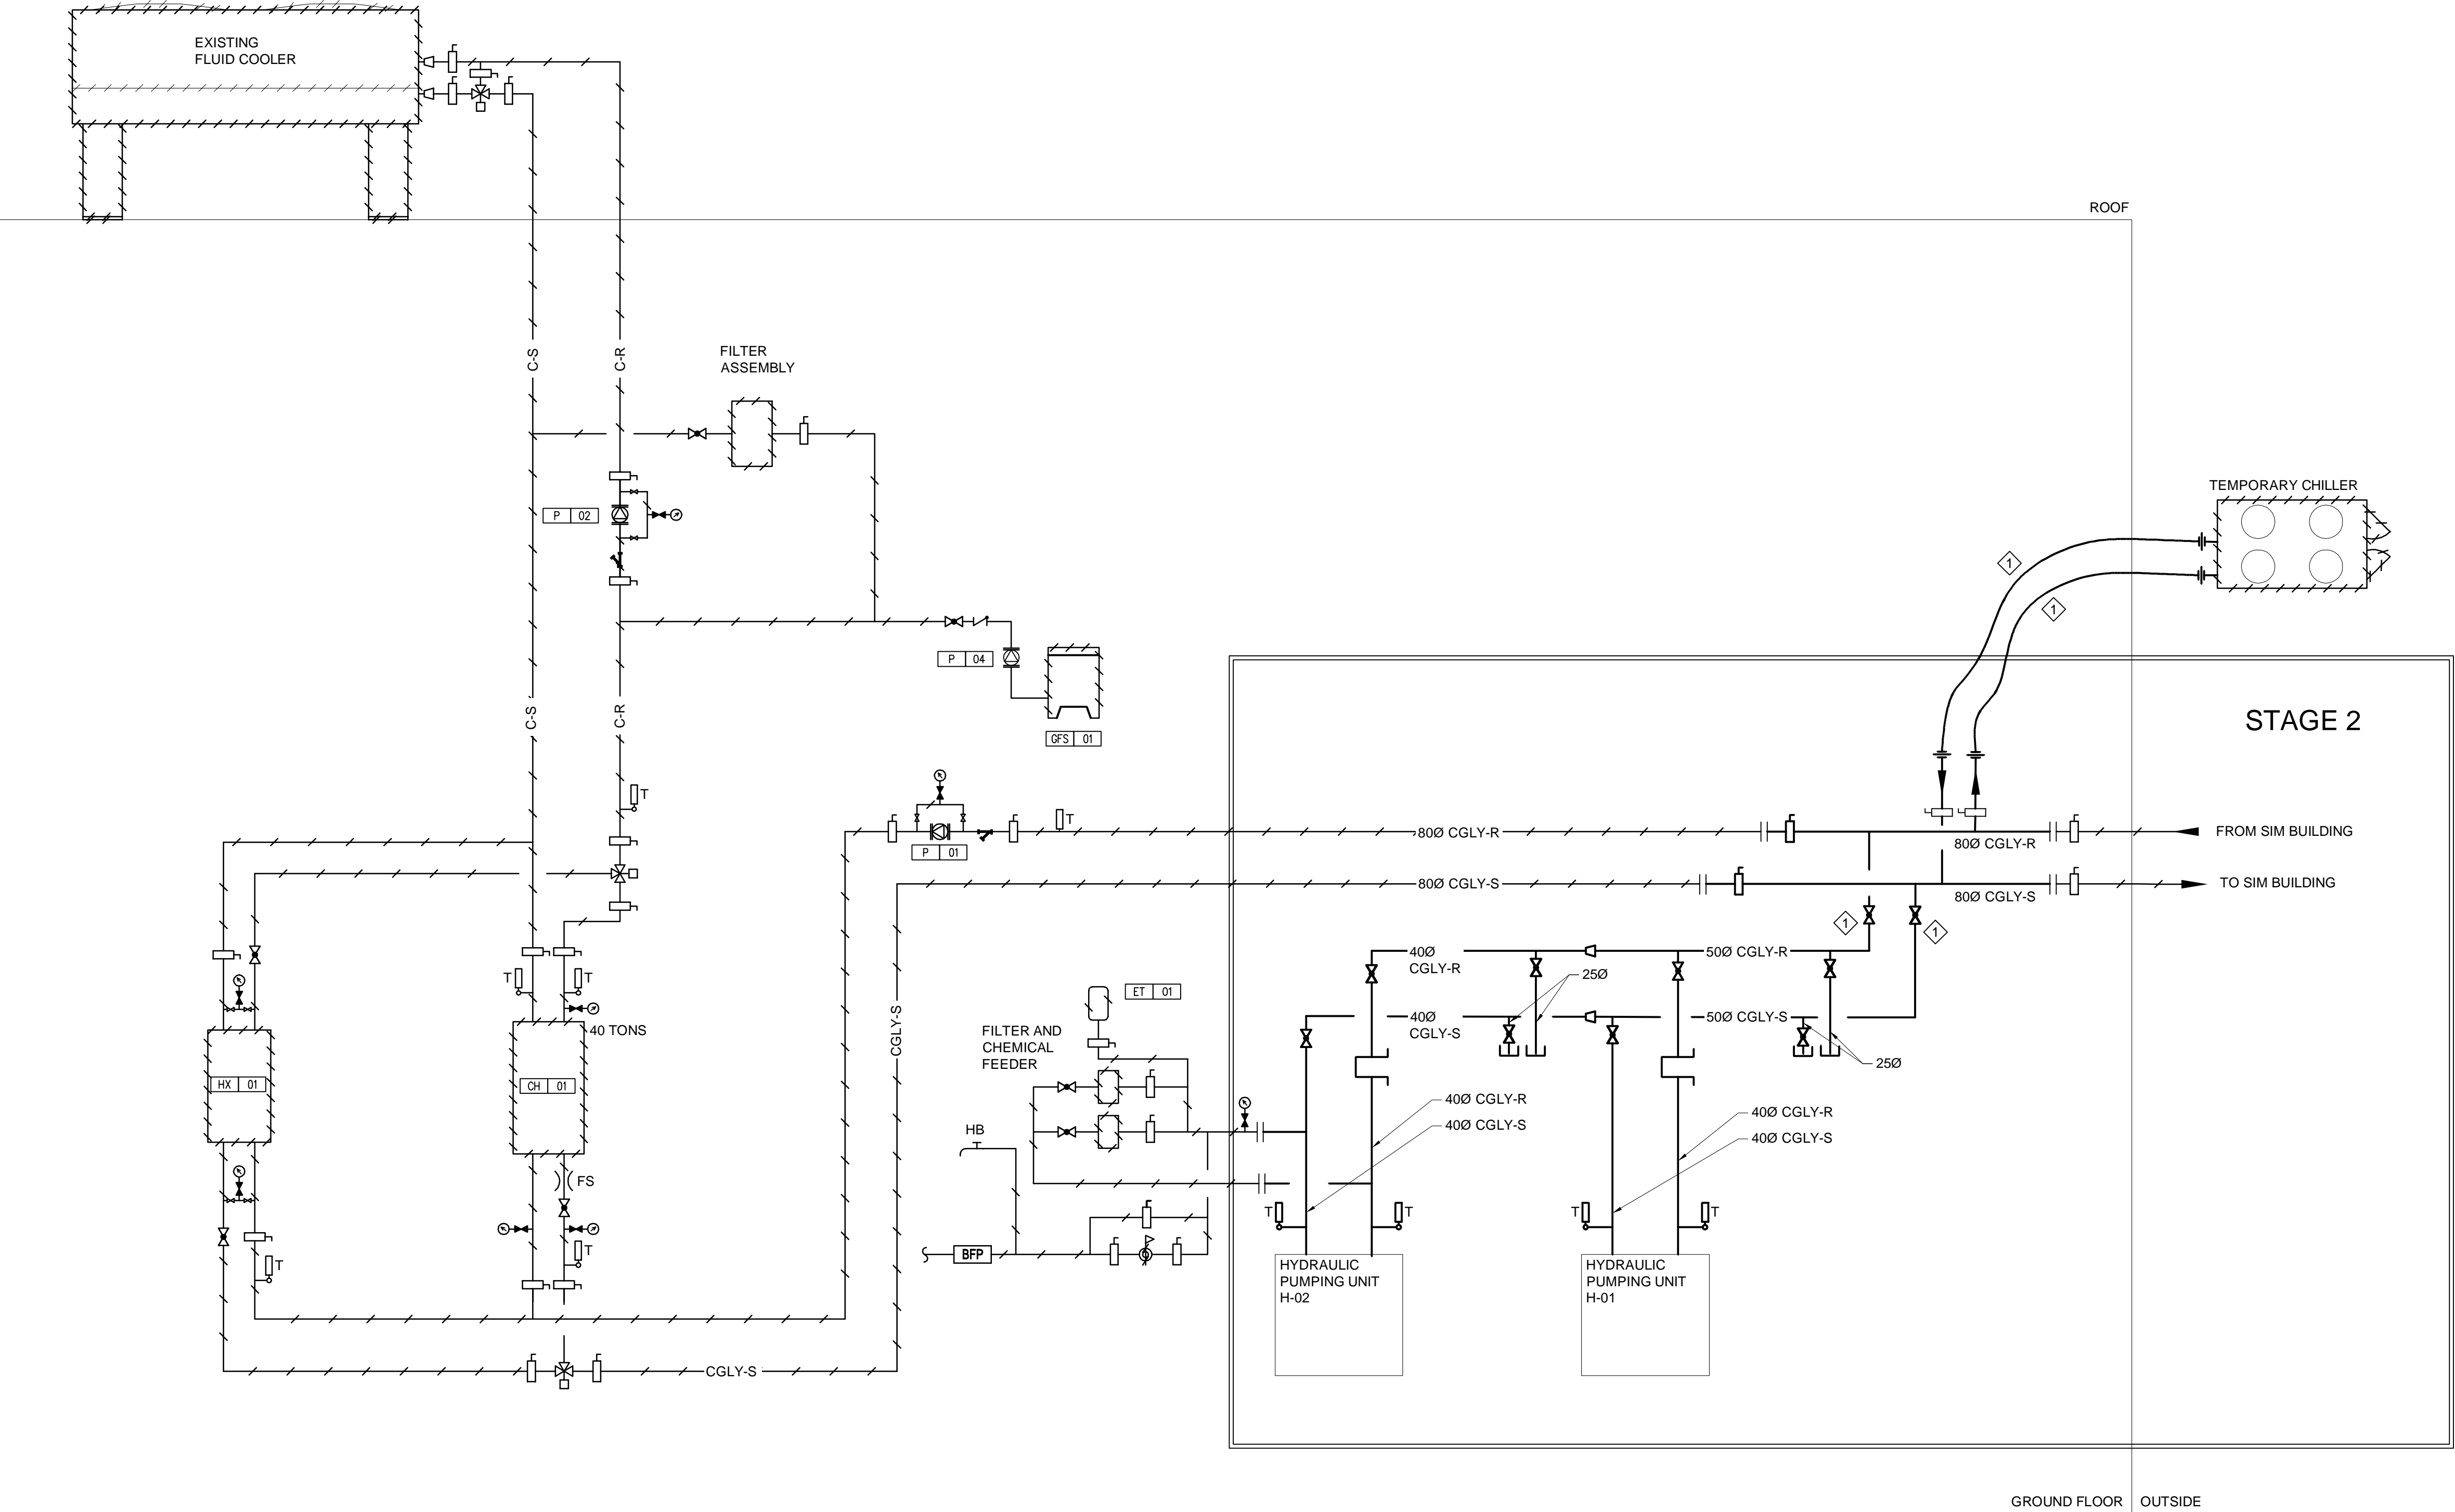 EXISTING
FLUID COOLER
ROOF
C-S
C-R
FILTER
ASSEMBLY
P 02
TEMPORARY CHILLER
1
1
P 04
GFS 01
C-S
C-R
STAGE 2
T
T
80Ø CGLY-R
FROM SIM BUILDING
80Ø CGLY-R
P 01
80Ø CGLY-S
TO SIM BUILDING
80Ø CGLY-S
1
1
40Ø
CGLY-R
50Ø CGLY-R
25Ø
T
T
ET 01
40Ø
CGLY-S
50Ø CGLY-S
25Ø
40 TONS
FILTER AND
CHEMICAL
FEEDER
CGLY-S
HX 01
CH 01
40Ø CGLY-R
40Ø CGLY-S
40Ø CGLY-R
40Ø CGLY-S
HB
FS
T
T
T
T
T
T
BFP
HYDRAULIC
PUMPING UNIT
H-02
HYDRAULIC
PUMPING UNIT
H-01
CGLY-S
GROUND FLOOR
OUTSIDE